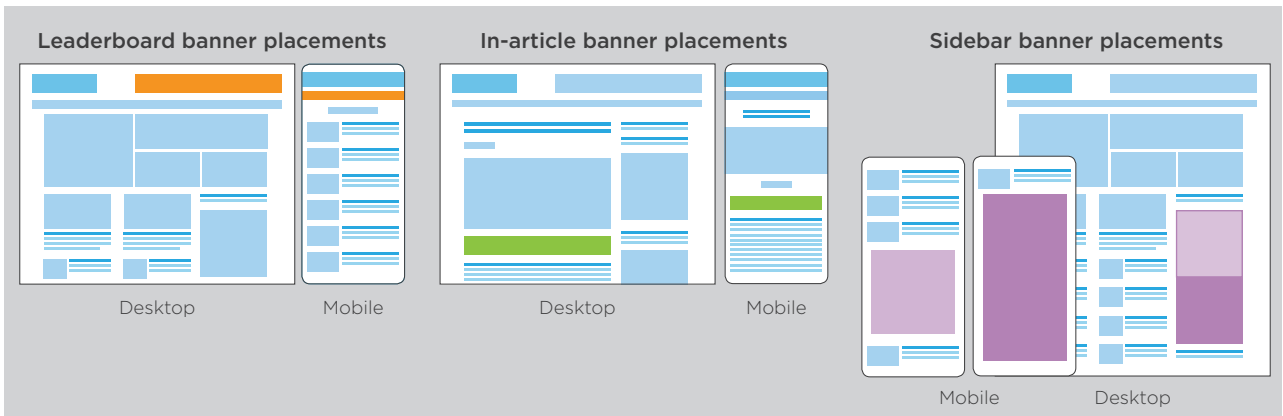 Leaderboard banner placements
In-article banner placements
Sidebar banner placements
Desktop
Mobile
Desktop
Mobile
Mobile
Desktop